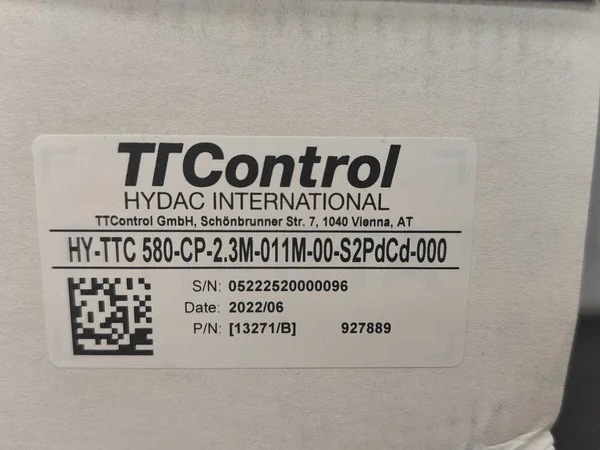 TTControl
HYDAC INTERNATIONAL
TTControl GmbH, Schönbrunner Str. 7, 1040 Vienna, AT
HY-TTC 580-CP-2.3M-011M-00-S2PdCd-000
S/N: 05222520000096
Date: 2022/06
P/N: [13271/B] 927889